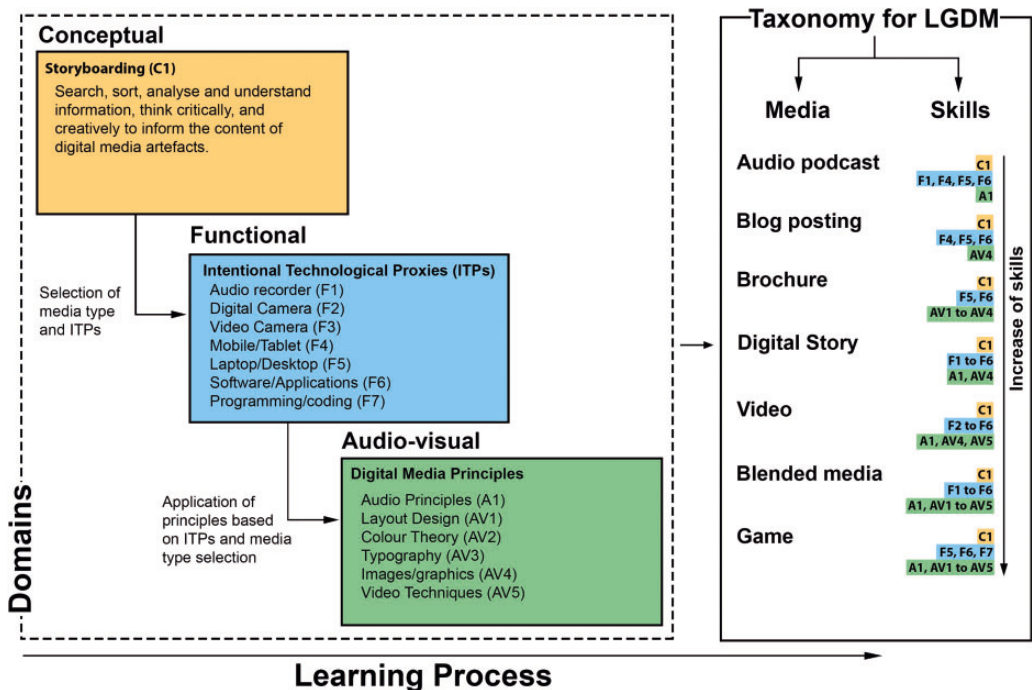 Conceptual
Storyboarding (C1)
Search, sort, analyse and understand
information, think critically, and
creatively to inform the content of
digital media artefacts.
Selection of
media type
and ITPs
Functional
Intentional Technological Proxies (ITPs)
Audio recorder (F1)
Digital Camera (F2)
Video Camera (F3)
Mobile/Tablet (F4)
Laptop/Desktop (F5)
Software/Applications (F6)
Programming/coding (F7)
Application of
principles based
on ITPs and media
type selection
Audio-visual
Digital Media Principles
Audio Principles (A1)
Layout Design (AV1)
Colour Theory (AV2)
Typography (AV3)
Images/graphics (AV4)
Video Techniques (AV5)
Domains
Learning Process
Taxonomy for LGDM
Media
Skills
Audio podcast
C1
F1, F4, F5, F6
A1
Blog posting
C1
F4, F5, F6
AV4
Brochure
C1
F5, F6
AV1 to AV4
Digital Story
C1
F1 to F6
A1, AV4
Video
C1
F2 to F6
A1, AV4, AV5
Blended media
C1
F1 to F6
A1, AV1 to AV5
Game
C1
F5, F6, F7
A1, AV1 to AV5
Increase of skills